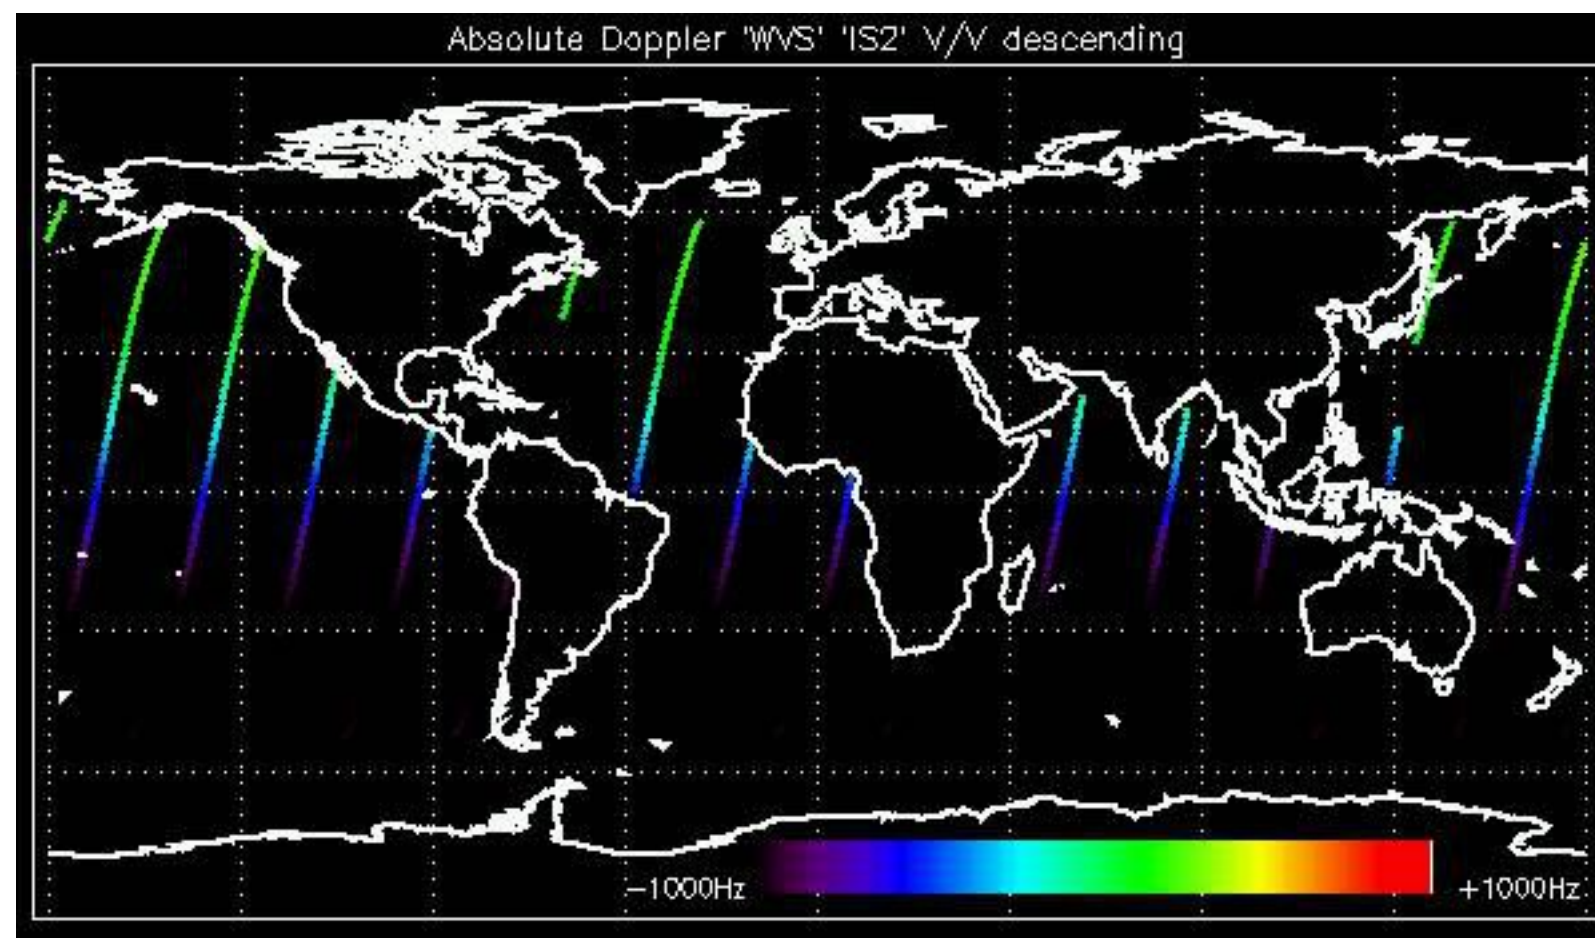 Absolute Doppler 'WVS' 'IS2' V/V descending
-1000Hz
+1000Hz